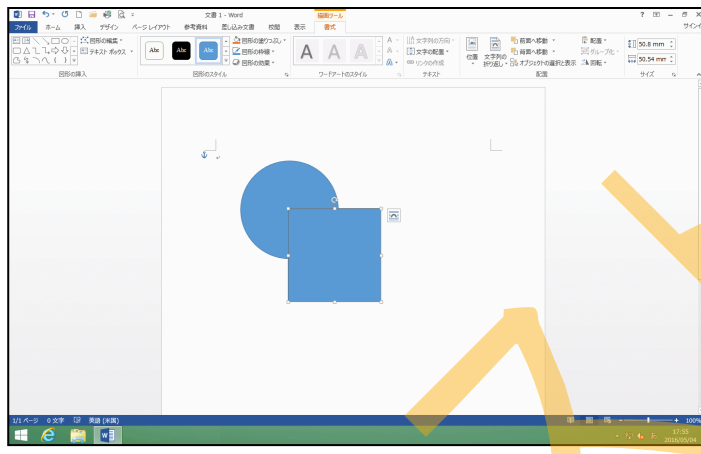 文書 1 - Word
描画ツール
ファイル ホーム 挿入 デザイン ページ レイアウト 参考資料 差し込み文書 校閲 表示 書式 サインイン
図形の編集
テキスト ボックス
図形の挿入
Abc Abc Abc
図形の塗りつぶし
図形の枠線
図形の効果
図形のスタイル
A A A
ワードアートのスタイル
文字列の方向
文字の配置
リンクの作成
テキスト
位置
文字列の
折り返し
前面へ移動
オブジェクトの選択と表示
配置
グループ化
回転
配置
50.8 mm
50.54 mm
サイズ
1/1 ページ 0 文字 英語 (米国) 100%
17:55
2016/05/04